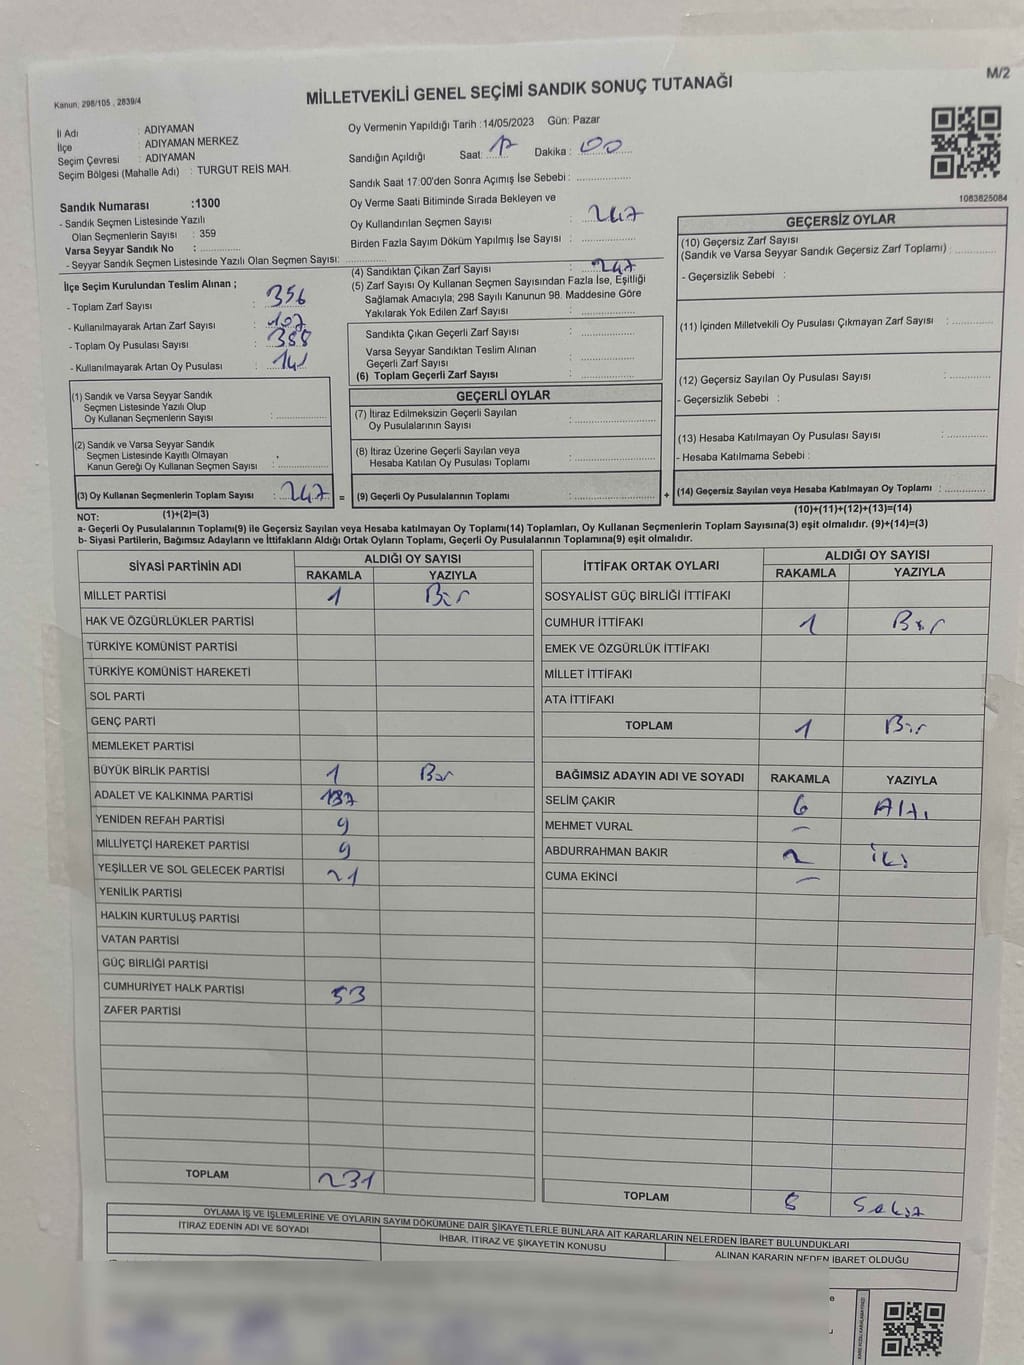 Kanun, 298/105 , 2839/4
M/2
MİLLETVEKİLİ GENEL SEÇİMİ SANDIK SONUÇ TUTANAĞI
İl Adı : ADIYAMAN
İlçe : ADIYAMAN MERKEZ
Seçim Çevresi : ADIYAMAN
Seçim Bölgesi (Mahalle Adı) : TURGUT REİS MAH.
Oy Vermenin Yapıldığı Tarih :14/05/2023 Gün: Pazar
Sandığın Açıldığı Saat: 17 Dakika : 00
Sandık Saat 17:00'den Sonra Açımış İse Sebebi :
Oy Verme Saati Bitiminde Sırada Bekleyen ve
Oy Kullandırılan Seçmen Sayısı : 247
Birden Fazla Sayım Döküm Yapılmış İse Sayısı :
1083625084
Sandık Numarası :1300
- Sandık Seçmen Listesinde Yazılı
Olan Seçmenlerin Sayısı : 359
Varsa Seyyar Sandık No :
- Seyyar Sandık Seçmen Listesinde Yazılı Olan Seçmen Sayısı:
İlçe Seçim Kurulundan Teslim Alınan ;
- Toplam Zarf Sayısı : 356
- Kullanılmayarak Artan Zarf Sayısı : 107
- Toplam Oy Pusulası Sayısı : 388
- Kullanılmayarak Artan Oy Pusulası : 141
(1) Sandık ve Varsa Seyyar Sandık
Seçmen Listesinde Yazılı Olup
Oy Kullanan Seçmenlerin Sayısı :
(2) Sandık ve Varsa Seyyar Sandık
Seçmen Listesinde Kayıtlı Olmayan
Kanun Gereği Oy Kullanan Seçmen Sayısı :
(3) Oy Kullanan Seçmenlerin Toplam Sayısı : 247 =
(4) Sandıktan Çıkan Zarf Sayısı : 247
(5) Zarf Sayısı Oy Kullanan Seçmen Sayısından Fazla İse, Eşitliği
Sağlamak Amacıyla; 298 Sayılı Kanunun 98. Maddesine Göre
Yakılarak Yok Edilen Zarf Sayısı :
Sandıkta Çıkan Geçerli Zarf Sayısı :
Varsa Seyyar Sandıktan Teslim Alınan
Geçerli Zarf Sayısı :
(6) Toplam Geçerli Zarf Sayısı :
GEÇERLİ OYLAR
(7) İtiraz Edilmeksizin Geçerli Sayılan
Oy Pusulalarının Sayısı :
(8) İtiraz Üzerine Geçerli Sayılan veya
Hesaba Katılan Oy Pusulası Toplamı :
(9) Geçerli Oy Pusulalarının Toplamı : +
GEÇERSİZ OYLAR
(10) Geçersiz Zarf Sayısı
(Sandık ve Varsa Seyyar Sandık Geçersiz Zarf Toplamı) :
- Geçersizlik Sebebi :
(11) İçinden Milletvekili Oy Pusulası Çıkmayan Zarf Sayısı :
(12) Geçersiz Sayılan Oy Pusulası Sayısı :
- Geçersizlik Sebebi :
(13) Hesaba Katılmayan Oy Pusulası Sayısı :
- Hesaba Katılmama Sebebi :
(14) Geçersiz Sayılan veya Hesaba Katılmayan Oy Toplamı :
NOT: (1)+(2)=(3)
(10)+(11)+(12)+(13)=(14)
a- Geçerli Oy Pusulalarının Toplamı(9) ile Geçersiz Sayılan veya Hesaba katılmayan Oy Toplamı(14) Toplamları, Oy Kullanan Seçmenlerin Toplam Sayısına(3) eşit olmalıdır. (9)+(14)=(3)
b- Siyasi Partilerin, Bağımsız Adayların ve İttifakların Aldığı Ortak Oyların Toplamı, Geçerli Oy Pusulalarının Toplamına(9) eşit olmalıdır.
SİYASİ PARTİNİN ADI ALDIĞI OY SAYISI
RAKAMLA YAZIYLA
MİLLET PARTİSİ 1 Bir
HAK VE ÖZGÜRLÜKLER PARTİSİ
TÜRKİYE KOMÜNİST PARTİSİ
TÜRKİYE KOMÜNİST HAREKETİ
SOL PARTİ
GENÇ PARTİ
MEMLEKET PARTİSİ
BÜYÜK BİRLİK PARTİSİ 1 Bir
ADALET VE KALKINMA PARTİSİ 137
YENİDEN REFAH PARTİSİ 9
MİLLİYETÇİ HAREKET PARTİSİ 9
YEŞİLLER VE SOL GELECEK PARTİSİ 21
YENİLİK PARTİSİ
HALKIN KURTULUŞ PARTİSİ
VATAN PARTİSİ
GÜÇ BİRLİĞİ PARTİSİ
CUMHURİYET HALK PARTİSİ 53
ZAFER PARTİSİ
TOPLAM 231
İTTİFAK ORTAK OYLARI ALDIĞI OY SAYISI
RAKAMLA YAZIYLA
SOSYALİST GÜÇ BİRLİĞİ İTTİFAKI
CUMHUR İTTİFAKI 1 Bir
EMEK VE ÖZGÜRLÜK İTTİFAKI
MİLLET İTTİFAKI
ATA İTTİFAKI
TOPLAM 1 Bir
BAĞIMSIZ ADAYIN ADI VE SOYADI RAKAMLA YAZIYLA
SELİM ÇAKIR 6 Altı
MEHMET VURAL –
ABDURRAHMAN BAKIR 2 İki
CUMA EKİNCİ –
TOPLAM 8 Sekiz
OYLAMA İŞ VE İŞLEMLERİNE VE OYLARIN SAYIM DÖKÜMÜNE DAİR ŞİKAYETLERLE BUNLARA AİT KARARLARIN NELERDEN İBARET BULUNDUKLARI
İTİRAZ EDENİN ADI VE SOYADI
İHBAR, İTİRAZ VE ŞİKAYETİN KONUSU
ALINAN KARARIN NEDEN İBARET OLDUĞU